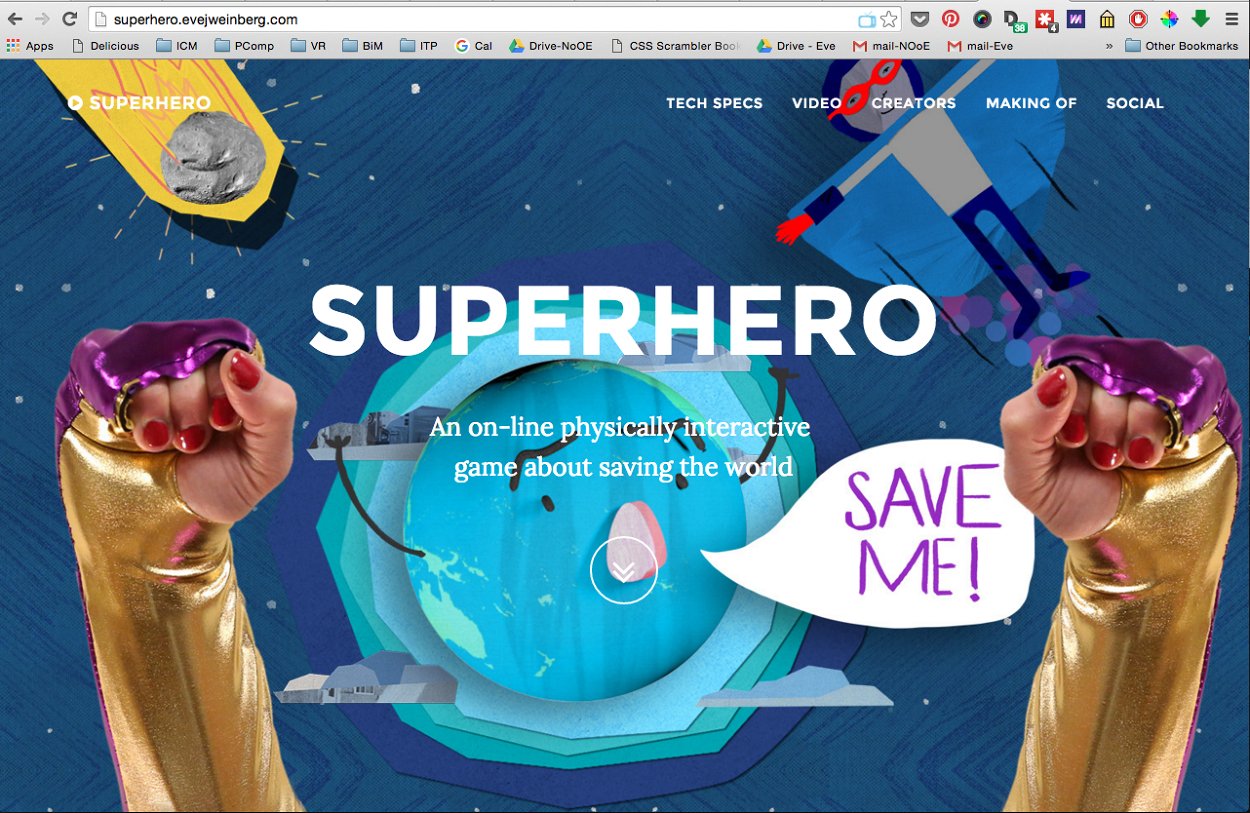 superhero.evejweinberg.com
38
4
Apps Delicious ICM PComp VR BiM ITP Cal Drive-NoOE CSS Scrambler Drive - Eve mail-NOoE mail-Eve » Other Bookmarks
SUPERHERO TECH SPECS VIDEO CREATORS MAKING OF SOCIAL
SUPERHERO
An on-line physically interactive
game about saving the world
SAVE
ME!